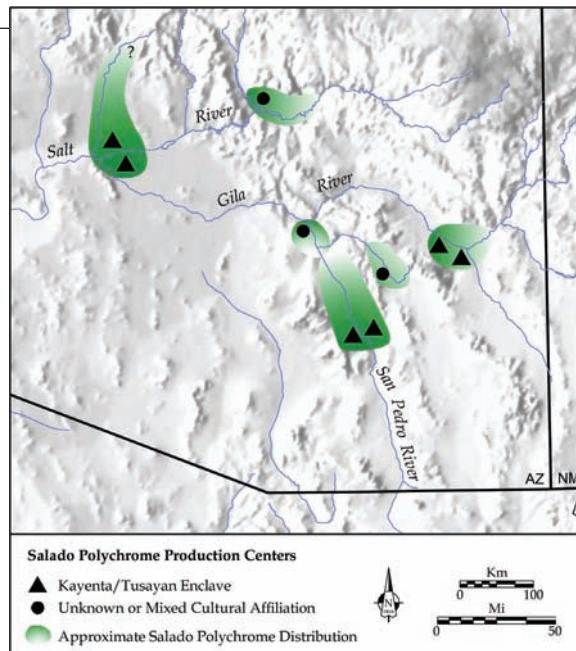 ?
River
Salt
Gila
River
San Pedro River
AZ NM
Salado Polychrome Production Centers
Kayenta/Tusayan Enclave
Unknown or Mixed Cultural Affiliation
Approximate Salado Polychrome Distribution
N
Km
0 100
Mi
0 50